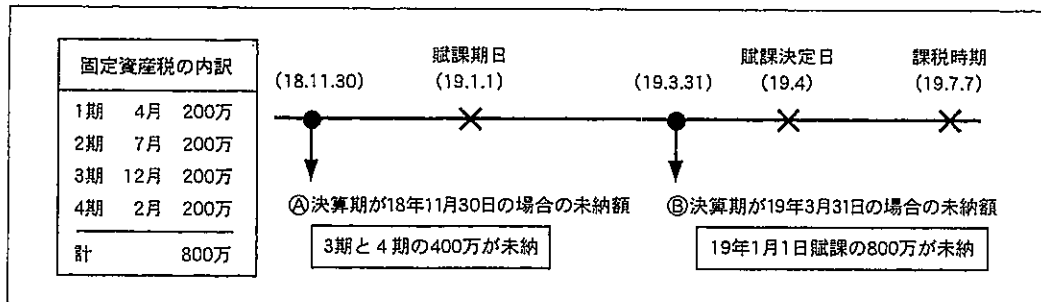 固定資産税の内訳
1期 4月 200万
2期 7月 200万
3期 12月 200万
4期 2月 200万
計 800万
賦課期日 賦課決定日 課税時期
(18.11.30) (19.1.1) (19.3.31) (19.4) (19.7.7)
Ⓐ決算期が18年11月30日の場合の未納額
3期と4期の400万が未納
Ⓑ決算期が19年3月31日の場合の未納額
19年1月1日賦課の800万が未納